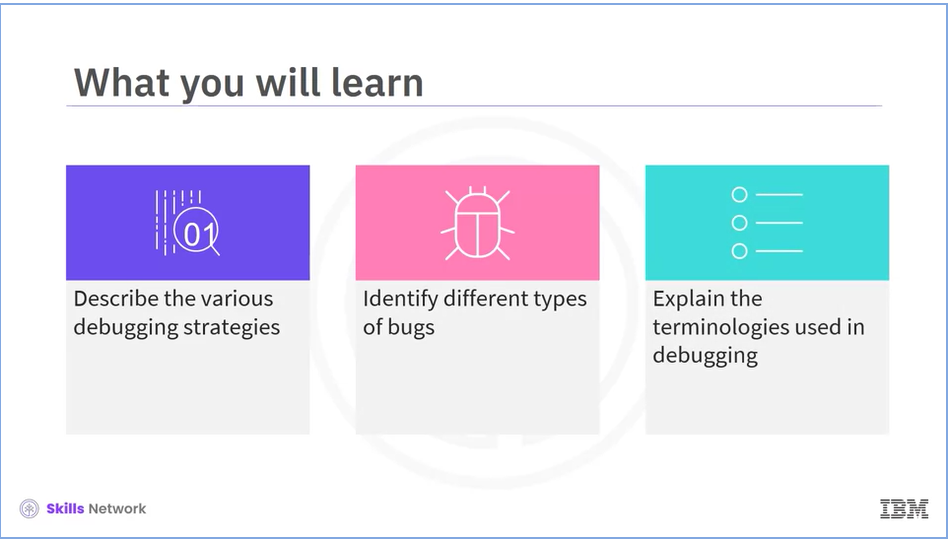 What you will learn
01
Describe the various
debugging strategies
Identify different types
of bugs
Explain the
terminologies used in
debugging
Skills Network
IBM